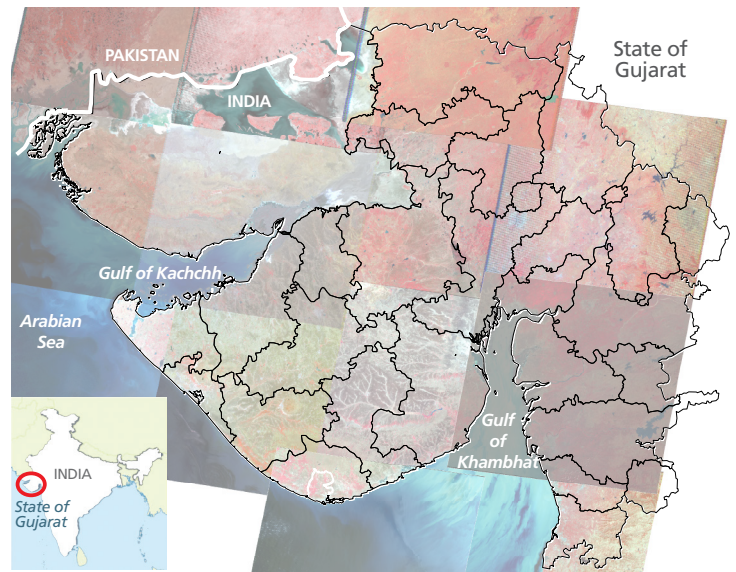 State of
Gujarat
PAKISTAN
INDIA
Gulf of Kachchh
Arabian
Sea
Gulf
of
Khambhat
INDIA
State of
Gujarat